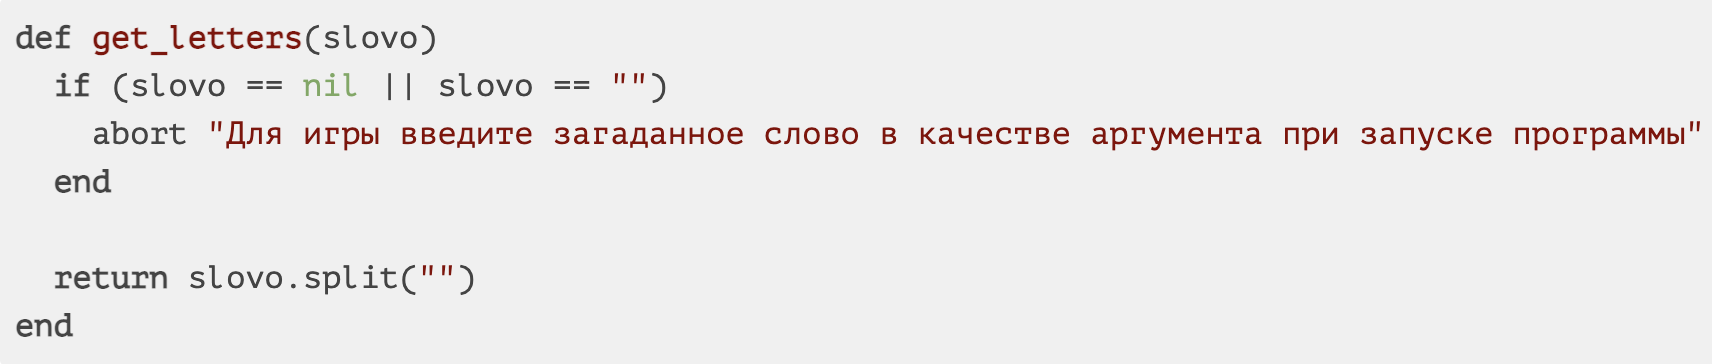 def get_letters(slovo)
  if (slovo == nil || slovo == "")
    abort "Для игры введите загаданное слово в качестве аргумента при запуске программы"
  end

  return slovo.split("")
end